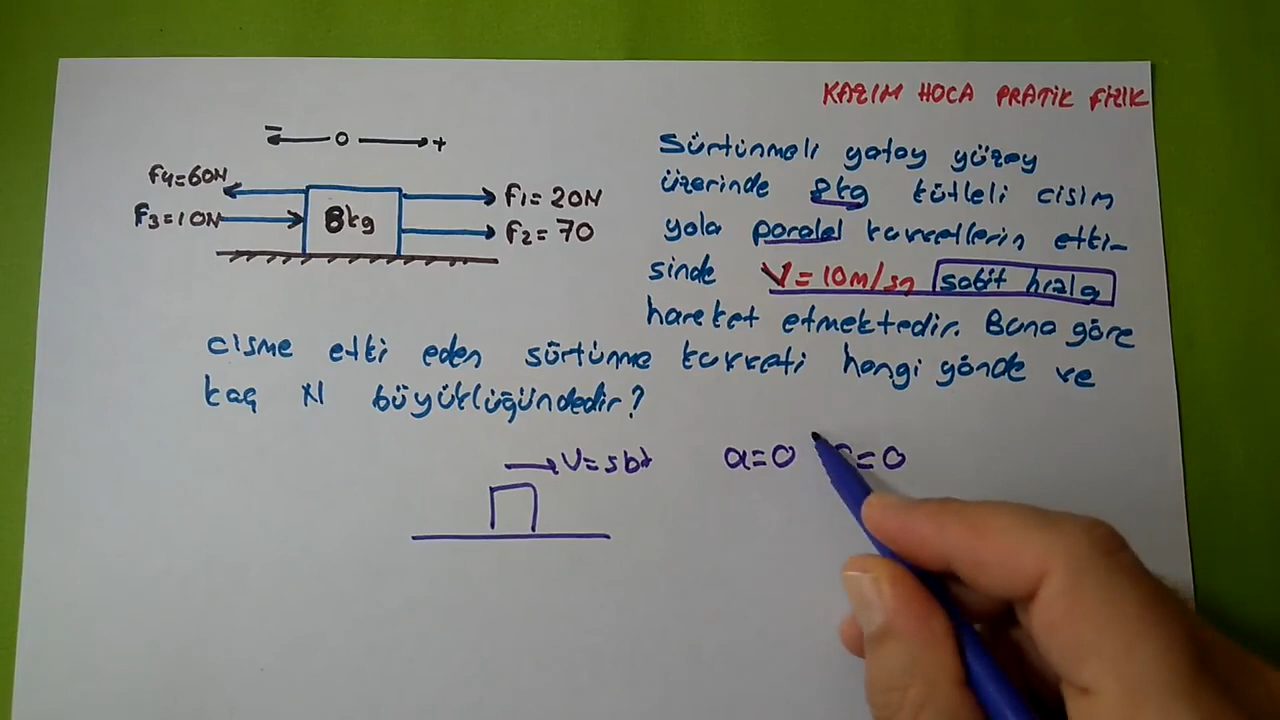 KAZIM HOCA PRATİK FİZİK
- 0 +
F4=60N
F3=10N
8kg
F1=20N
F2=70
Sürtünmeli yatay yüzey
üzerinde 8kg kütleli cisim
yola paralel kuvvetlerin etki-
sinde V=10m/sn sabit hızla
hareket etmektedir. Buna göre
cisme etki eden sürtünme kuvveti hangi yönde ve
kaç N büyüklüğündedir?
V=sbt
a=0
=0